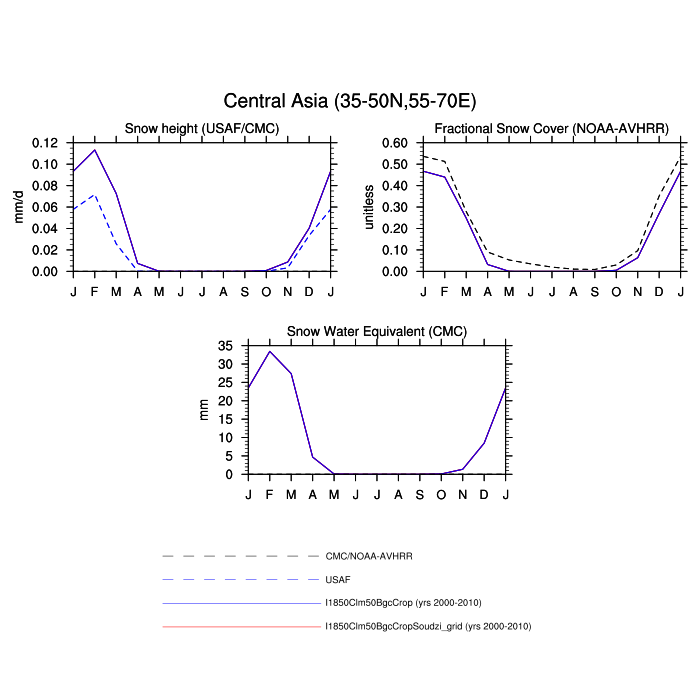 Central Asia (35-50N,55-70E)
Snow height (USAF/CMC)
mm/d
0.12
0.10
0.08
0.06
0.04
0.02
0.00
J F M A M J J A S O N D J
Fractional Snow Cover (NOAA-AVHRR)
unitless
0.60
0.50
0.40
0.30
0.20
0.10
0.00
J F M A M J J A S O N D J
Snow Water Equivalent (CMC)
mm
35
30
25
20
15
10
5
0
J F M A M J J A S O N D J
CMC/NOAA-AVHRR
USAF
I1850Clm50BgcCrop (yrs 2000-2010)
I1850Clm50BgcCropSoudzi_grid (yrs 2000-2010)